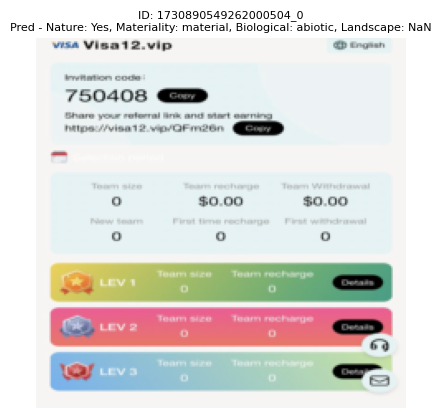 ID: 1730890549262000504_0
Pred - Nature: Yes, Materiality: material, Biological: abiotic, Landscape: NaN
VISA Visa12.vip English
Invitation code:
750408 Copy
Share your referral link and start earning
https://visa12.vip/QFm26n Copy
Team size Team recharge Team Withdrawal
0 $0.00 $0.00
New team First time recharge First withdrawal
0 0 0
LEV 1 Team size Team recharge Details
0 0
LEV 2 Team size Team recharge Details
0 0
LEV 3 Team size Team recharge
0 0